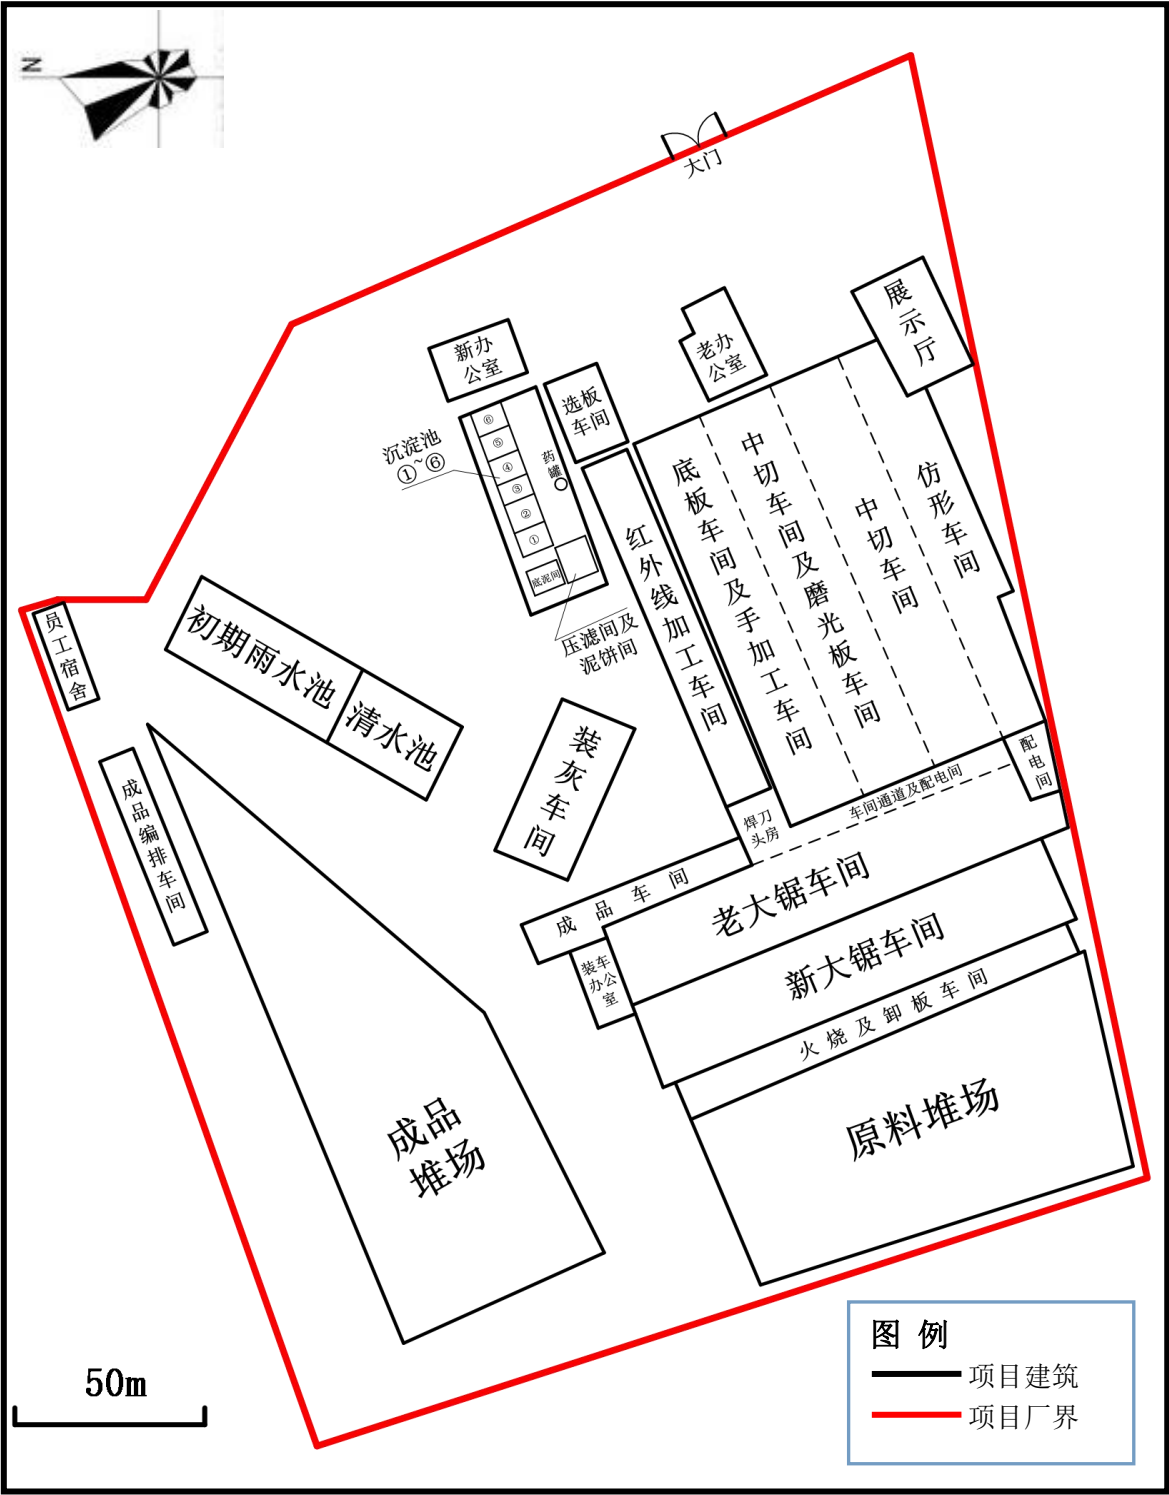 N
大门
展示厅
老办
公室
新办
公室
选板
车间
沉淀池
①~⑥
⑥
⑤
④
③
②
①
药罐
底泥间
压滤间及
泥饼间
红外线加工车间
底板车间及手加工车间
中切车间及磨光板车间
中切车间
仿形车间
配电间
车间通道及配电间
焊刀
头房
员工宿舍
初期雨水池
清水池
装灰车间
成品编排车间
成品车间
装车
办公
室
老大锯车间
新大锯车间
火烧及卸板车间
原料堆场
成品
堆场
50m
图例
项目建筑
项目厂界